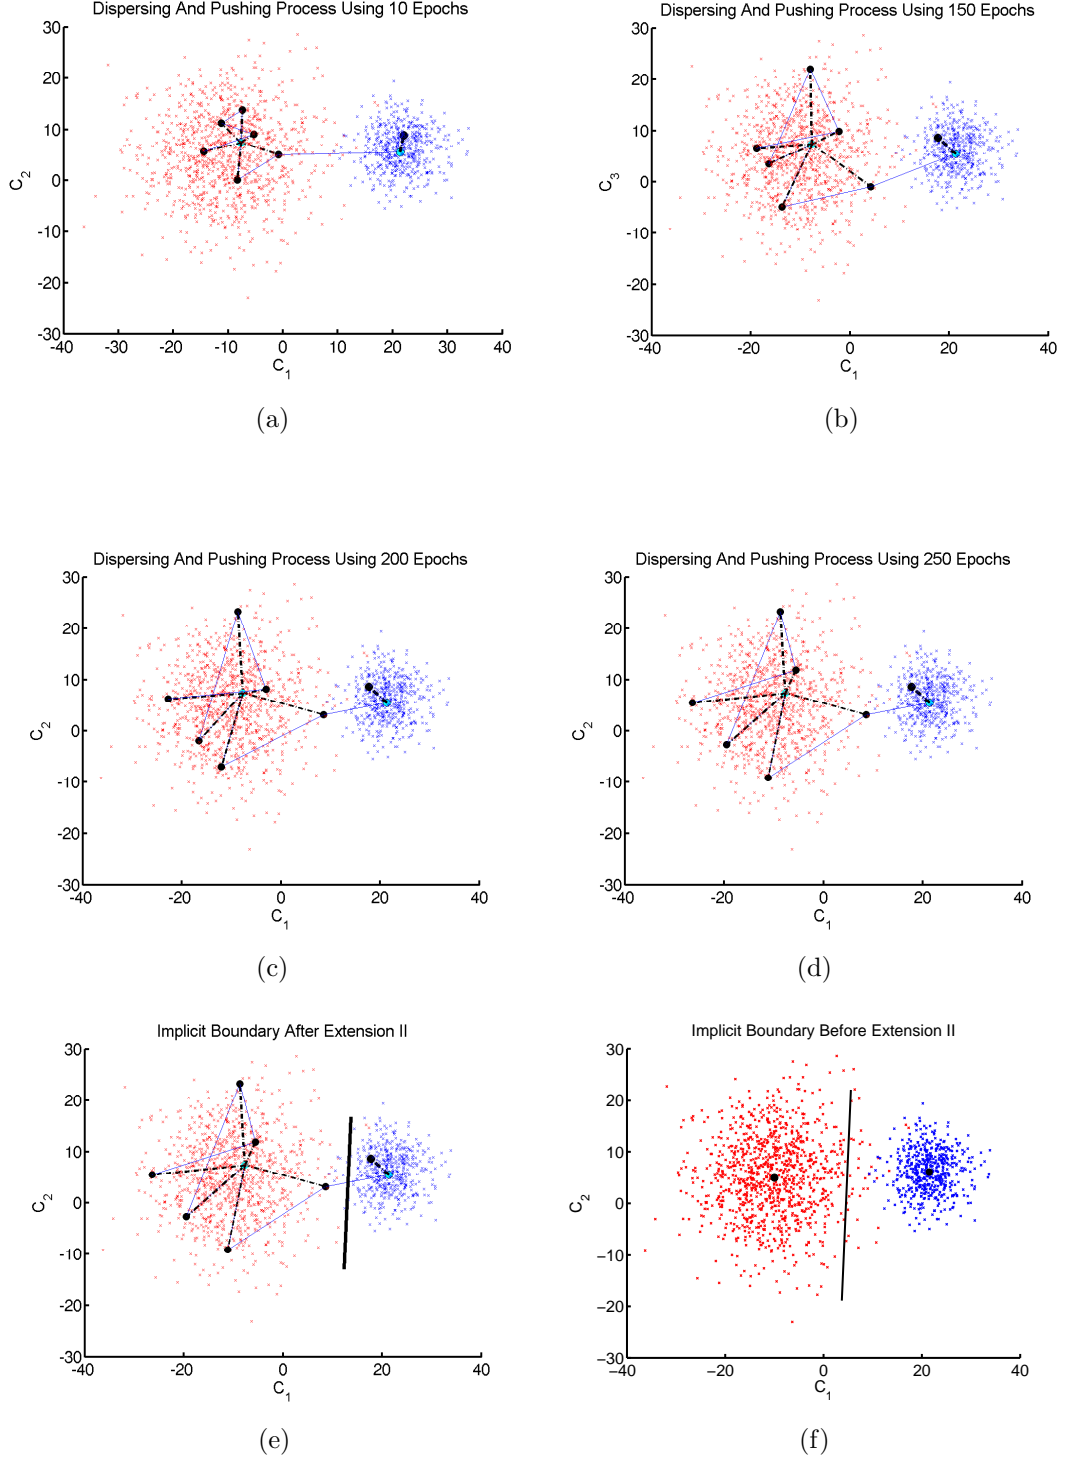 Dispersing And Pushing Process Using 10 Epochs
30
20
10
0
-10
-20
-30
C2
-40 -30 -20 -10 0 10 20 30 40
C1
(a)
Dispersing And Pushing Process Using 150 Epochs
30
20
10
0
-10
-20
-30
C3
-40 -20 0 20 40
C1
(b)
Dispersing And Pushing Process Using 200 Epochs
30
20
10
0
-10
-20
-30
C2
-40 -20 0 20 40
C1
(c)
Dispersing And Pushing Process Using 250 Epochs
30
20
10
0
-10
-20
-30
C2
-40 -20 0 20 40
C1
(d)
Implicit Boundary After Extension II
30
20
10
0
-10
-20
-30
C2
-40 -20 0 20 40
C1
(e)
Implicit Boundary Before Extension II
30
20
10
0
−10
−20
−30
C2
−40 −20 0 20 40
C1
(f)